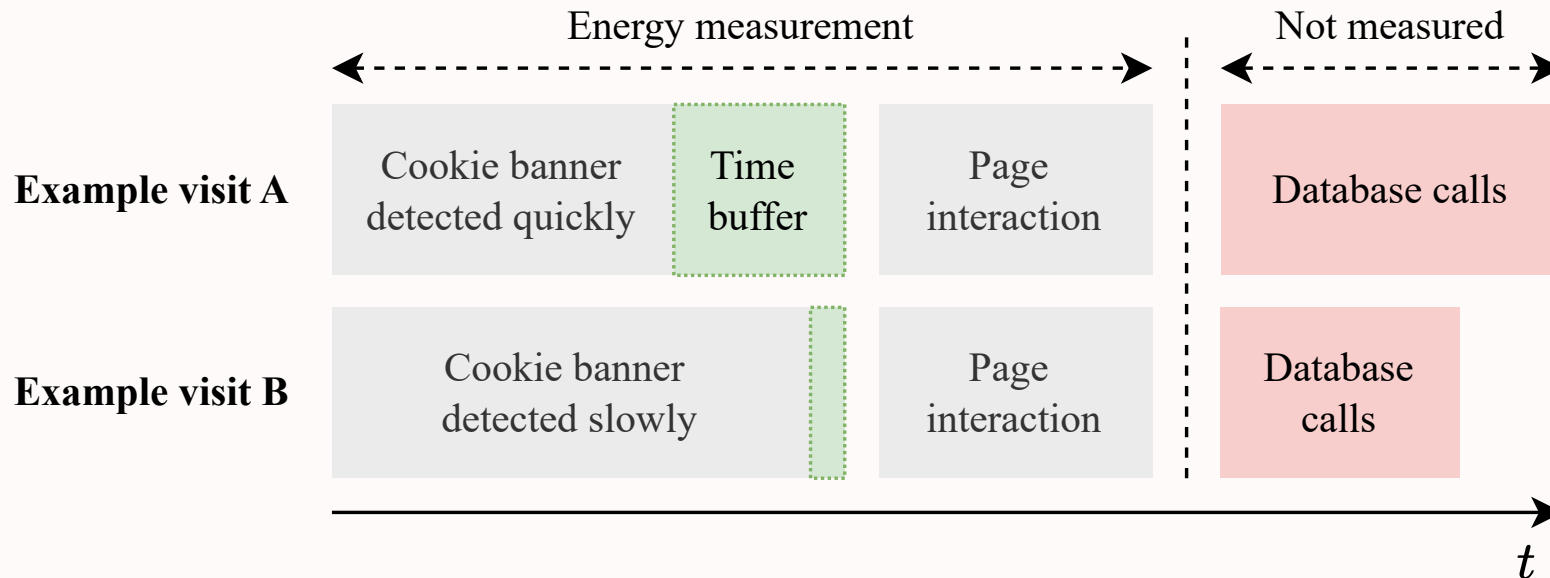 Energy measurement
Not measured
Example visit A
Cookie banner
detected quickly
Time
buffer
Page
interaction
Database calls
Example visit B
Cookie banner
detected slowly
Page
interaction
Database
calls
t